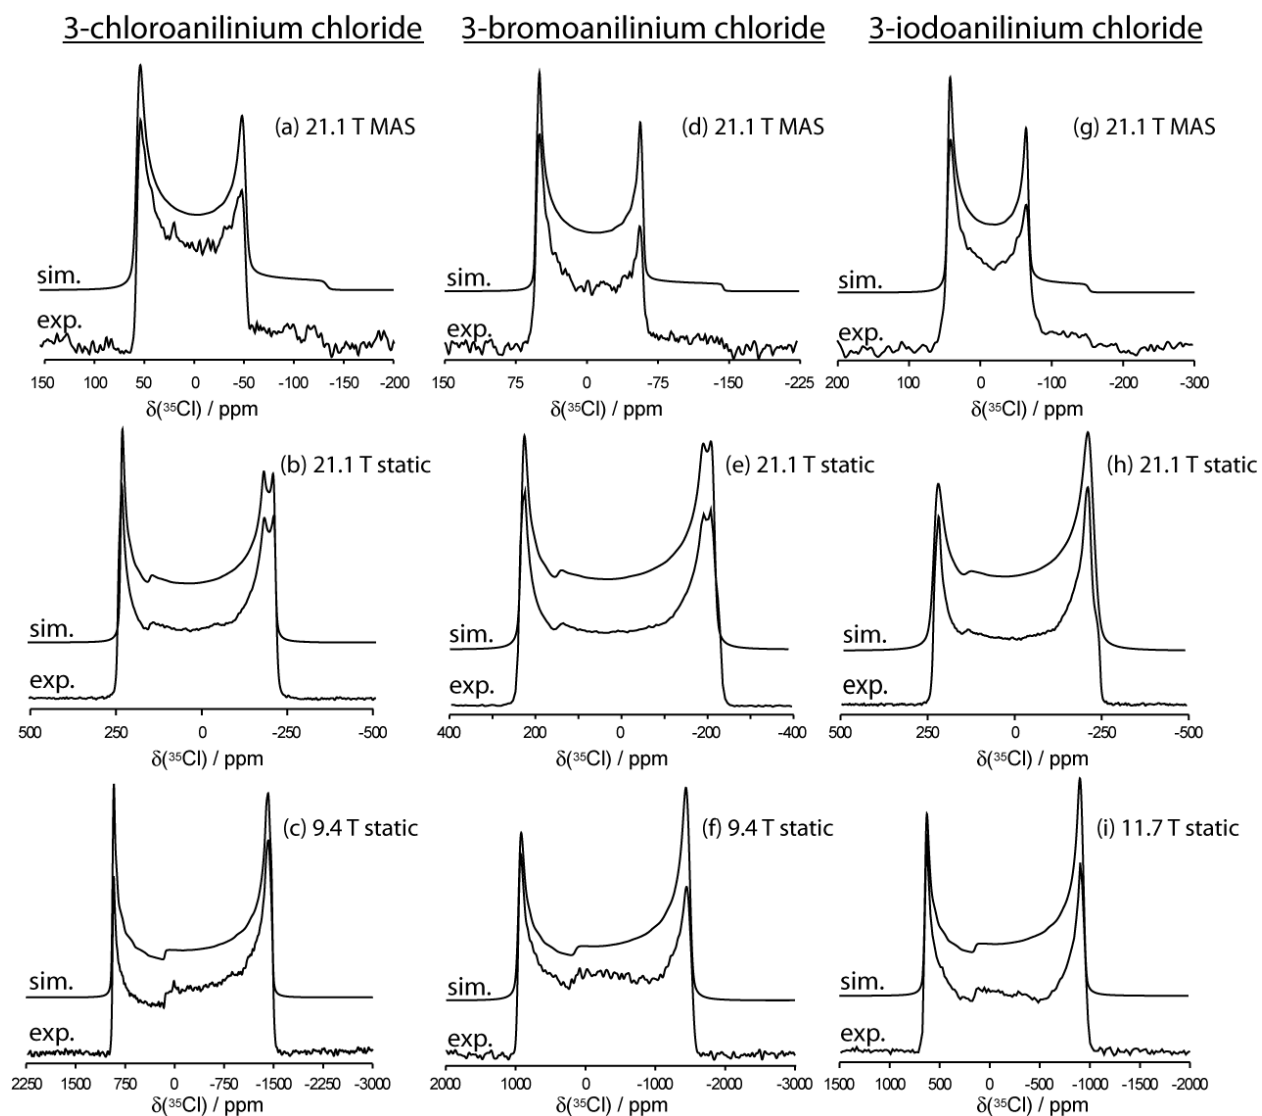 3-chloroanilinium chloride
3-bromoanilinium chloride
3-iodoanilinium chloride
(a) 21.1 T MAS
sim.
exp.
150 100 50 0 -50 -100 -150 -200
δ(³⁵Cl) / ppm
(d) 21.1 T MAS
sim.
exp.
150 75 0 -75 -150 -225
δ(³⁵Cl) / ppm
(g) 21.1 T MAS
sim.
exp.
200 100 0 -100 -200 -300
δ(³⁵Cl) / ppm
(b) 21.1 T static
sim.
exp.
500 250 0 -250 -500
δ(³⁵Cl) / ppm
(e) 21.1 T static
sim.
exp.
400 200 0 -200 -400
δ(³⁵Cl) / ppm
(h) 21.1 T static
sim.
exp.
500 250 0 -250 -500
δ(³⁵Cl) / ppm
(c) 9.4 T static
sim.
exp.
2250 1500 750 0 -750 -1500 -2250 -3000
δ(³⁵Cl) / ppm
(f) 9.4 T static
sim.
exp.
2000 1000 0 -1000 -2000 -3000
δ(³⁵Cl) / ppm
(i) 11.7 T static
sim.
exp.
1500 1000 500 0 -500 -1000 -1500 -2000
δ(³⁵Cl) / ppm